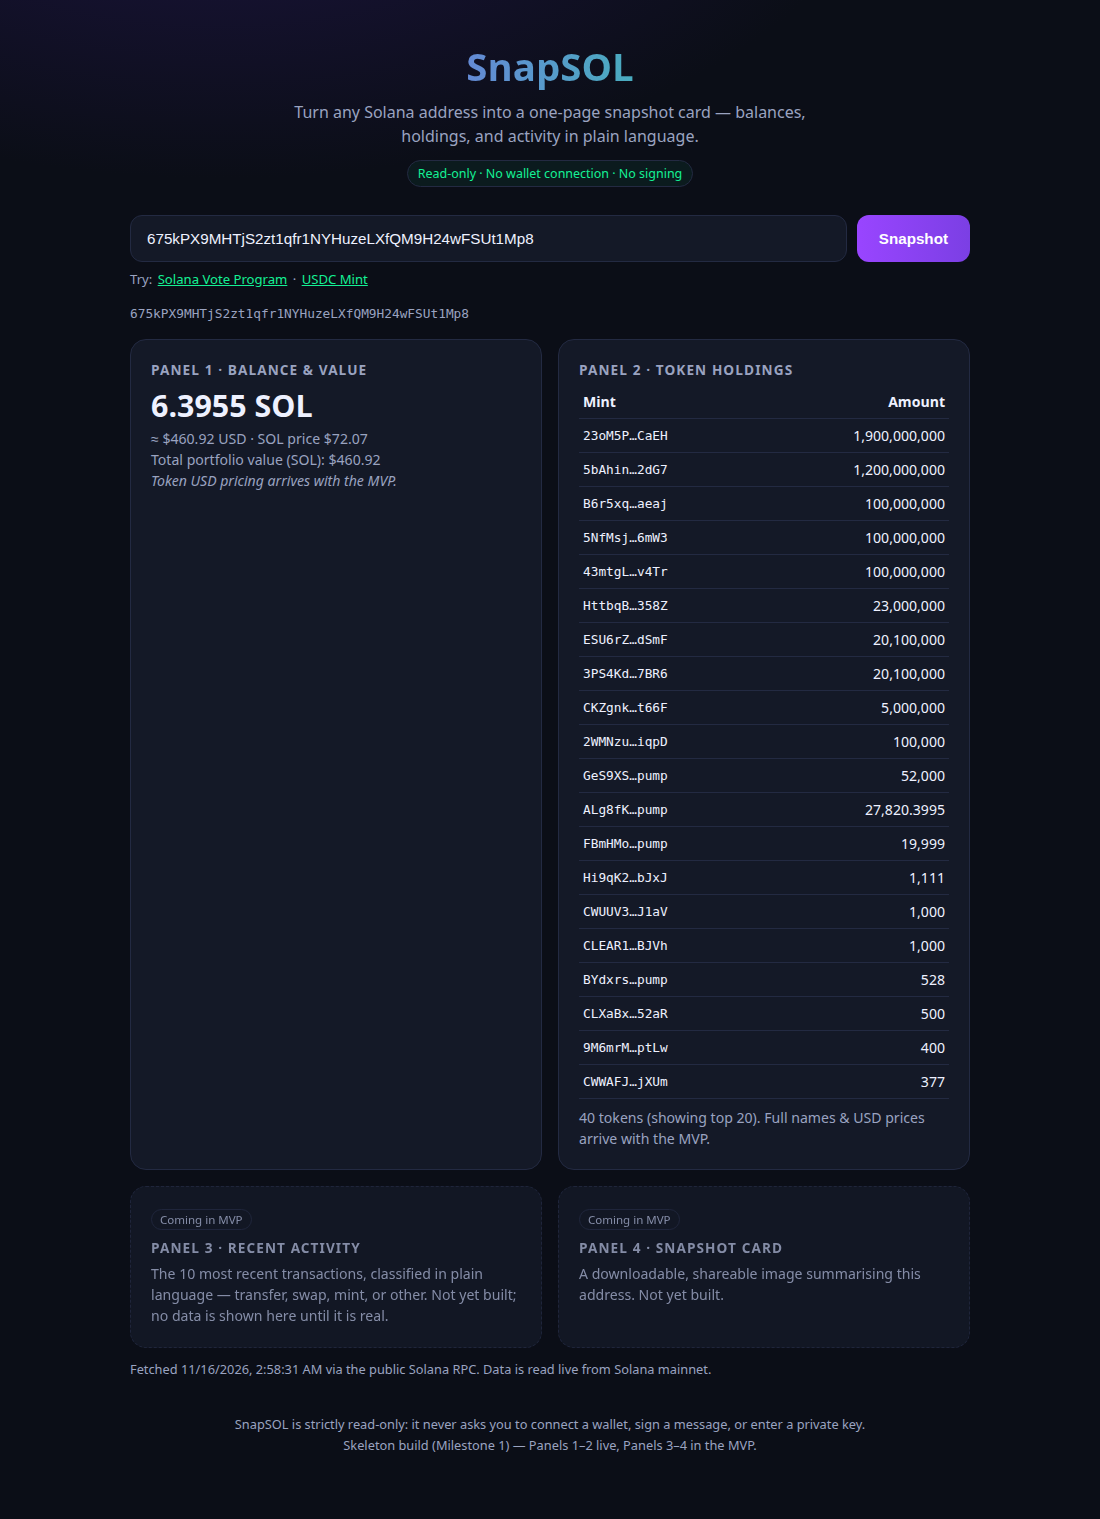 SnapSOL
Turn any Solana address into a one-page snapshot card — balances,
holdings, and activity in plain language.
Read-only · No wallet connection · No signing
675kPX9MHTjS2zt1qfr1NYHuzeLXfQM9H24wFSUt1Mp8
Snapshot
Try: Solana Vote Program · USDC Mint
675kPX9MHTjS2zt1qfr1NYHuzeLXfQM9H24wFSUt1Mp8
PANEL 1 · BALANCE & VALUE
6.3955 SOL
≈ $460.92 USD · SOL price $72.07
Total portfolio value (SOL): $460.92
Token USD pricing arrives with the MVP.
PANEL 2 · TOKEN HOLDINGS
Mint Amount
23oM5P…CaEH 1,900,000,000
5bAhin…2dG7 1,200,000,000
B6r5xq…aeaj 100,000,000
5NfMsj…6mW3 100,000,000
43mtgL…v4Tr 100,000,000
HttbqB…358Z 23,000,000
ESU6rZ…dSmF 20,100,000
3PS4Kd…7BR6 20,100,000
CKZgnk…t66F 5,000,000
2WMNzu…iqpD 100,000
GeS9XS…pump 52,000
ALg8fK…pump 27,820.3995
FBmHMo…pump 19,999
Hi9qK2…bJxJ 1,111
CWUUV3…J1aV 1,000
CLEAR1…BJVh 1,000
BYdxrs…pump 528
CLXaBx…52aR 500
9M6mrM…ptLw 400
CWWAFJ…jXUm 377
40 tokens (showing top 20). Full names & USD prices
arrive with the MVP.
Coming in MVP
PANEL 3 · RECENT ACTIVITY
The 10 most recent transactions, classified in plain
language — transfer, swap, mint, or other. Not yet built;
no data is shown here until it is real.
Coming in MVP
PANEL 4 · SNAPSHOT CARD
A downloadable, shareable image summarising this
address. Not yet built.
Fetched 11/16/2026, 2:58:31 AM via the public Solana RPC. Data is read live from Solana mainnet.
SnapSOL is strictly read-only: it never asks you to connect a wallet, sign a message, or enter a private key.
Skeleton build (Milestone 1) — Panels 1–2 live, Panels 3–4 in the MVP.